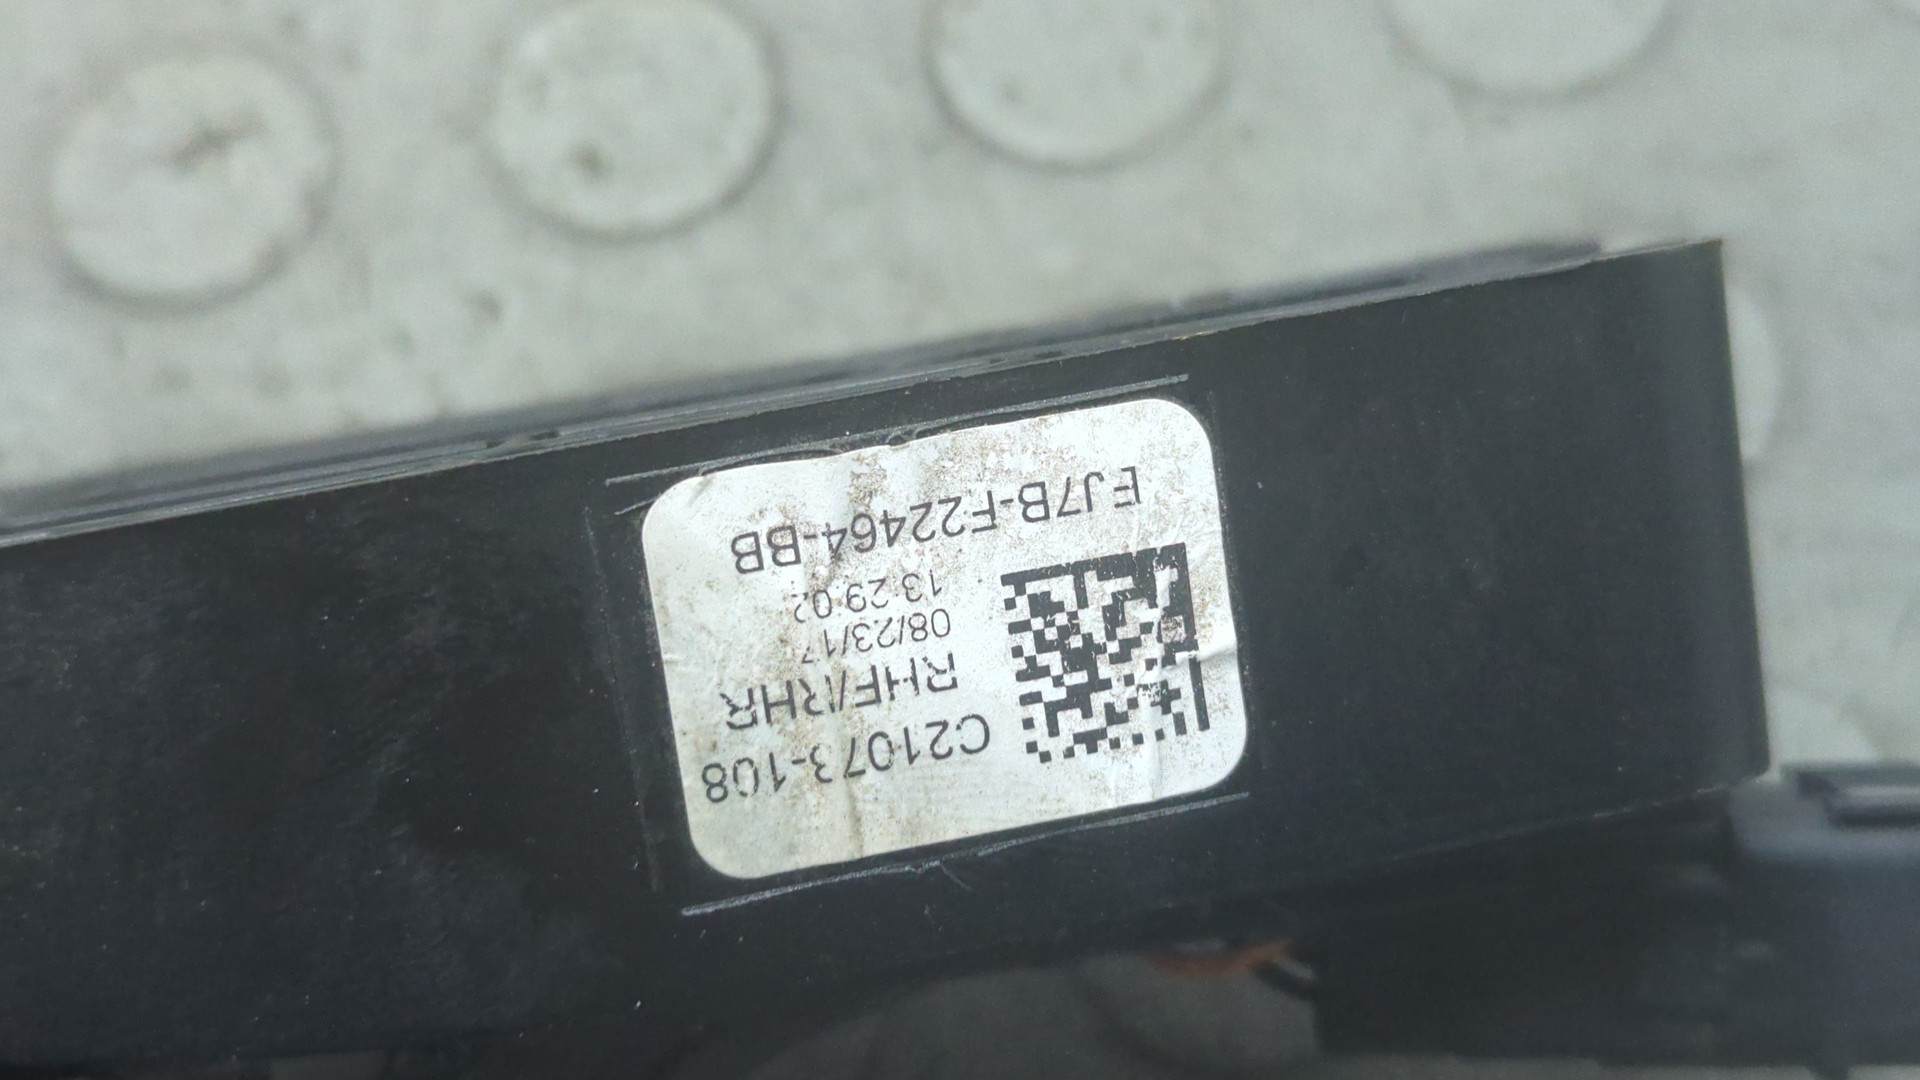 C21073-108
RHF/RHR
08/23/17
13:29:02
EJ7B-F22464-BB